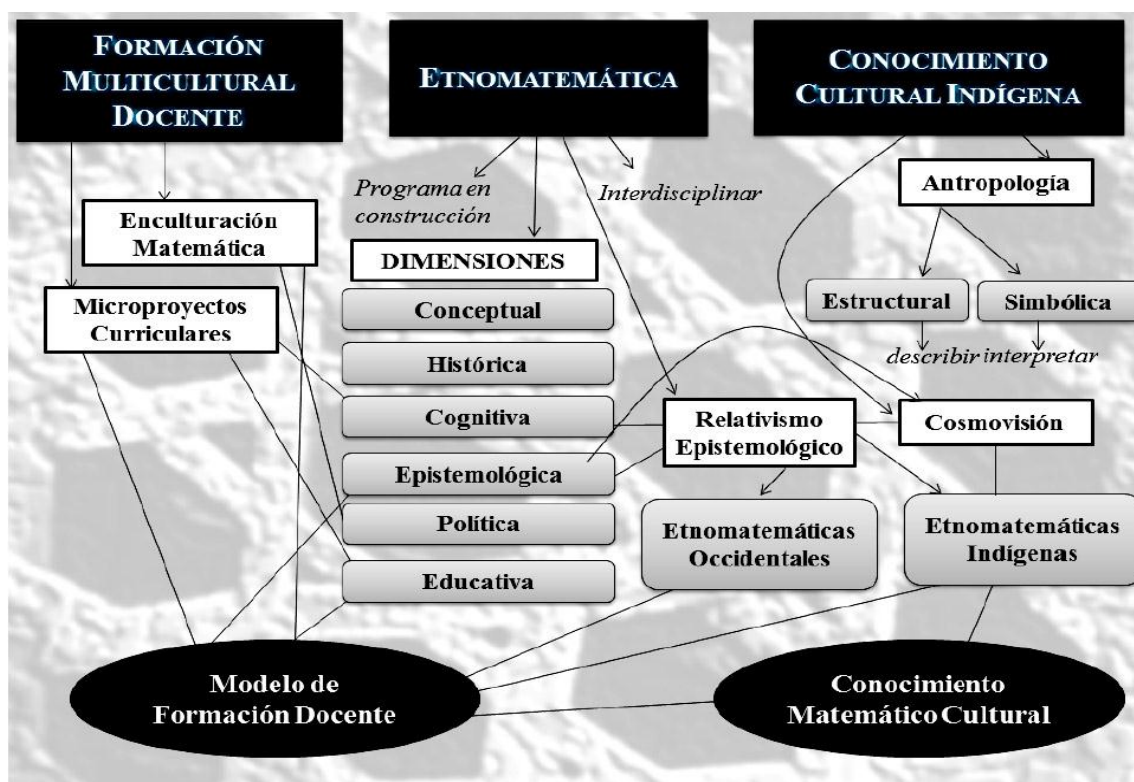 FORMACIÓN
MULTICULTURAL
DOCENTE
ETNOMATEMÁTICA
CONOCIMIENTO
CULTURAL INDÍGENA
Programa en
construcción
Interdisciplinar
Antropología
Enculturación
Matemática
DIMENSIONES
Microproyectos
Curriculares
Conceptual
Estructural
Simbólica
describir
interpretar
Histórica
Cognitiva
Relativismo
Epistemológico
Cosmovisión
Epistemológica
Política
Etnomatemáticas
Occidentales
Etnomatemáticas
Indígenas
Educativa
Modelo de
Formación Docente
Conocimiento
Matemático Cultural